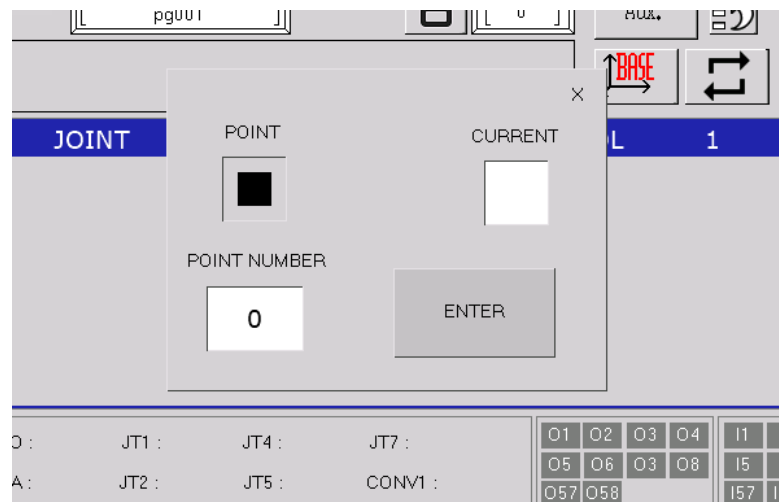 pg001 0 Aux.
BASE
×
JOINT POINT CURRENT OL 1
POINT NUMBER
0 ENTER
O : JT1 : JT4 : JT7 : O1 O2 O3 O4 I1
A : JT2 : JT5 : CONV1 : O5 O6 O3 O8 I5
O57 O58 I57